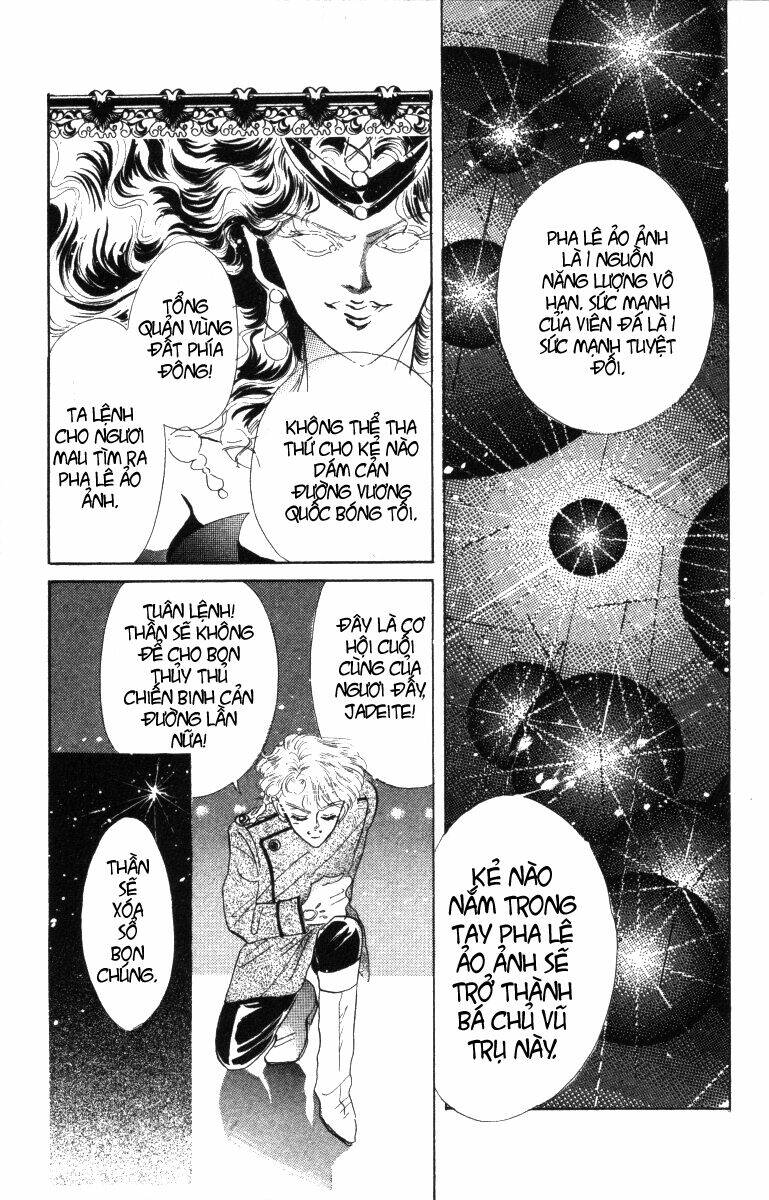 PHA LÊ ẢO ẢNH
LÀ 1 NGUỒN
NĂNG LƯỢNG VÔ
HẠN. SỨC MẠNH
CỦA VIÊN ĐÁ LÀ 1
SỨC MẠNH TUYỆT
ĐỐI.
KẺ NÀO
NẮM TRONG
TAY PHA LÊ
ẢO ẢNH SẼ
TRỞ THÀNH
BÁ CHỦ VŨ
TRỤ NÀY.
KHÔNG THỂ THA
THỨ CHO KẺ NÀO
DÁM CẢN
ĐƯỜNG VƯƠNG
QUỐC BÓNG TỐI.
TỔNG
QUẢN VÙNG
ĐẤT PHÍA
ĐÔNG!
TA LỆNH
CHO NGƯƠI
MAU TÌM RA
PHA LÊ ẢO
ẢNH.
ĐÂY LÀ CƠ
HỘI CUỐI
CÙNG CỦA
NGƯƠI ĐẤY,
JADEITE!
TUÂN LỆNH!
THẦN SẼ KHÔNG
ĐỂ CHO BỌN
THỦY THỦ
CHIẾN BINH CẢN
ĐƯỜNG LẦN
NỮA!
THẦN
SẼ
XÓA
SỔ
BỌN
CHÚNG.